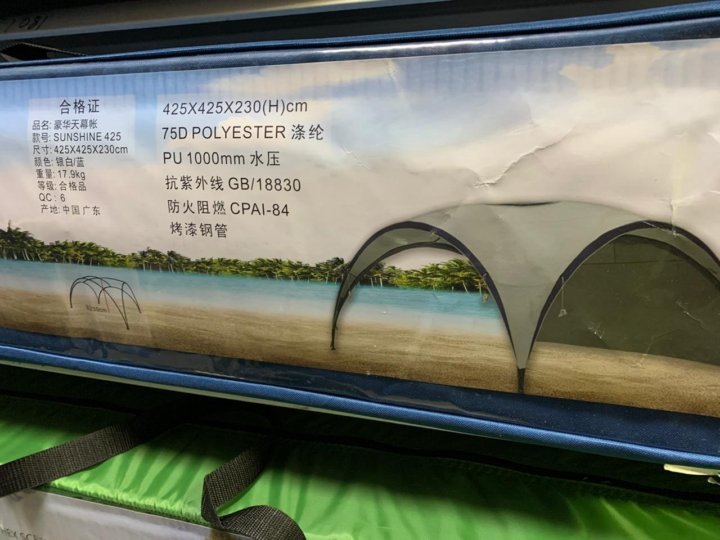 合格证
品名: 豪华天幕帐
款号: SUNSHINE 425
尺寸: 425X425X230cm
颜色: 银白/蓝
重量: 17.9kg
等级: 合格品
QC: 6
产地: 中国 广东
425X425X230(H)cm
75D POLYESTER 涤纶
PU 1000mm 水压
抗紫外线 GB/18830
防火阻燃 CPAI-84
烤漆钢管